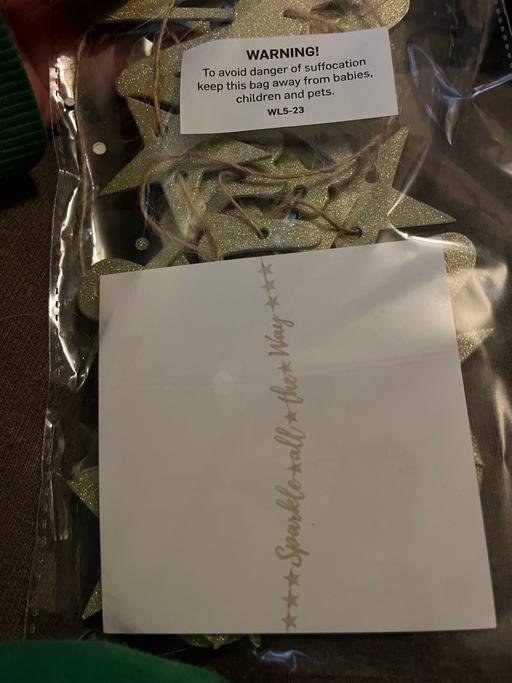 WARNING!
To avoid danger of suffocation
keep this bag away from babies,
children and pets.
WL5-23
Sparkle all the Way